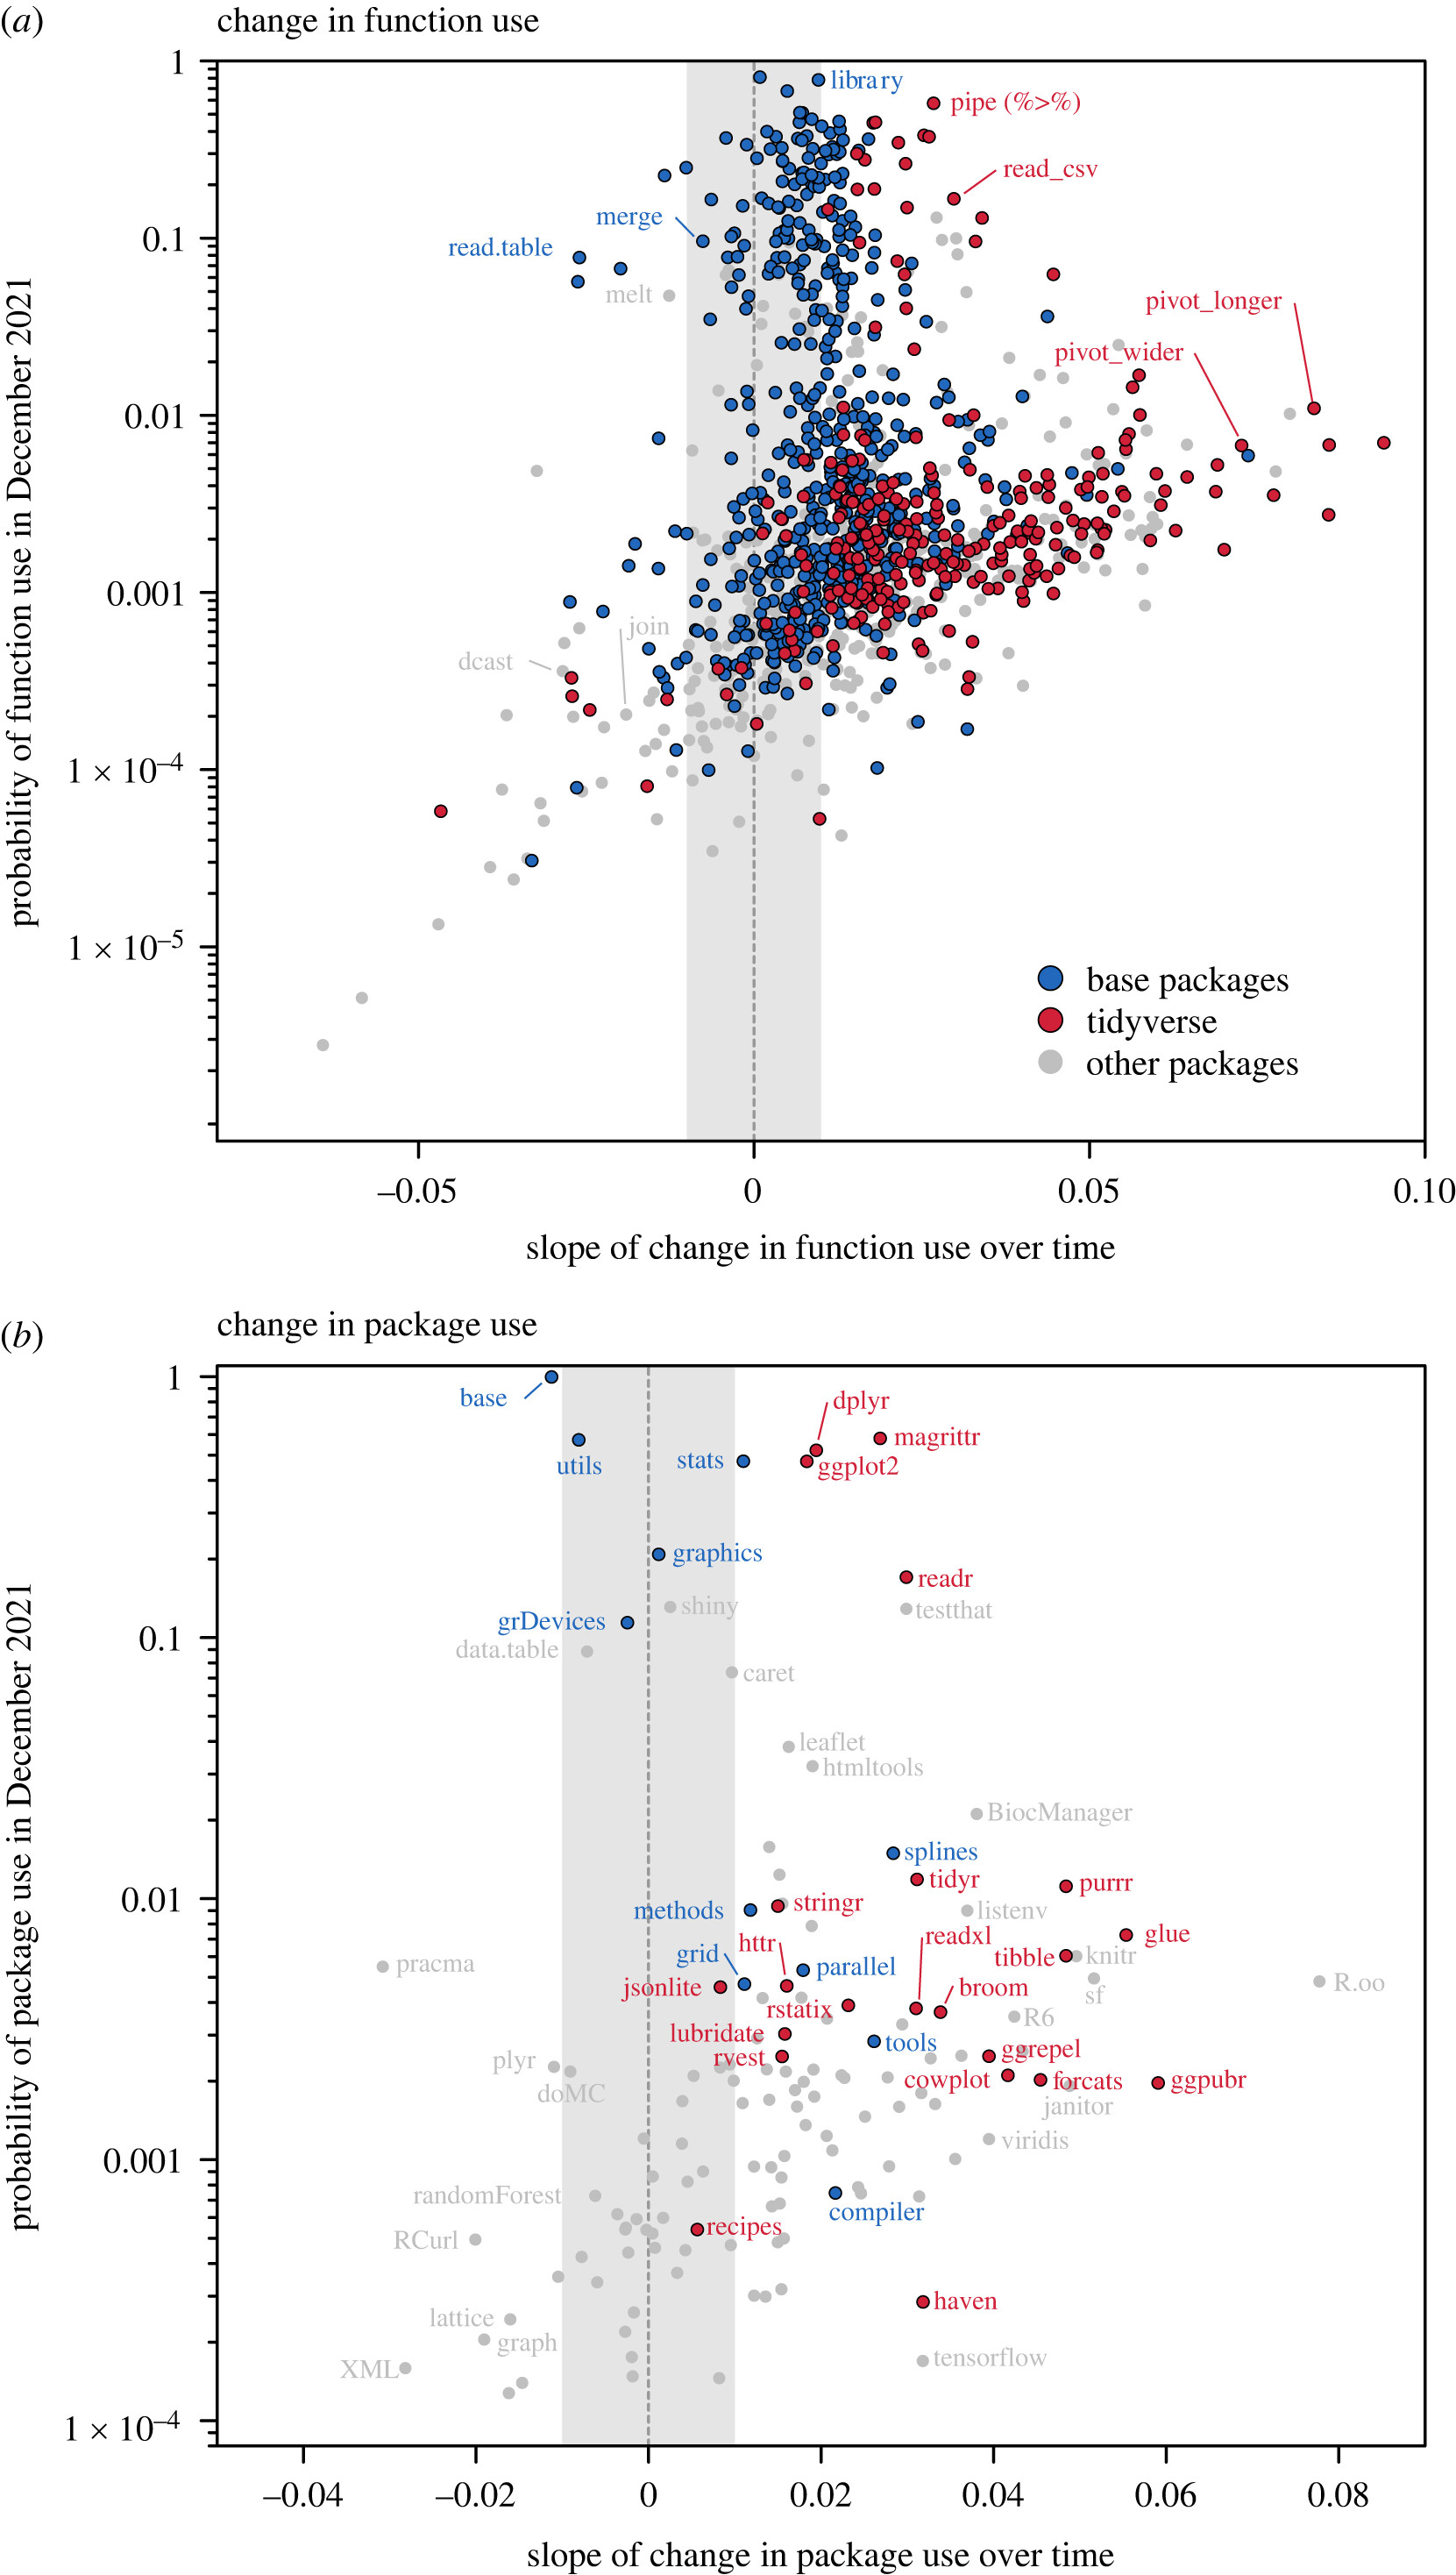 (a) change in function use
1
library
pipe (%>%)
read_csv
merge
0.1
read.table
melt
pivot_longer
pivot_wider
0.01
0.001
join
dcast
1 × 10–4
1 × 10–5
base packages
tidyverse
other packages
probability of function use in December 2021
–0.05 0 0.05 0.10
slope of change in function use over time
(b) change in package use
1
base
dplyr
magrittr
utils
stats
ggplot2
graphics
readr
shiny
testthat
grDevices
0.1
data.table
caret
leaflet
htmltools
BiocManager
splines
tidyr
purrr
0.01
stringr
methods
listenv
readxl
glue
httr
grid
tibble
knitr
pracma
parallel
R.oo
jsonlite
broom
sf
rstatix
R6
lubridate
tools
ggrepel
rvest
plyr
cowplot
forcats
ggpubr
doMC
janitor
viridis
0.001
randomForest
compiler
recipes
RCurl
haven
lattice
graph
tensorflow
XML
1 × 10–4
probability of package use in December 2021
–0.04 –0.02 0 0.02 0.04 0.06 0.08
slope of change in package use over time